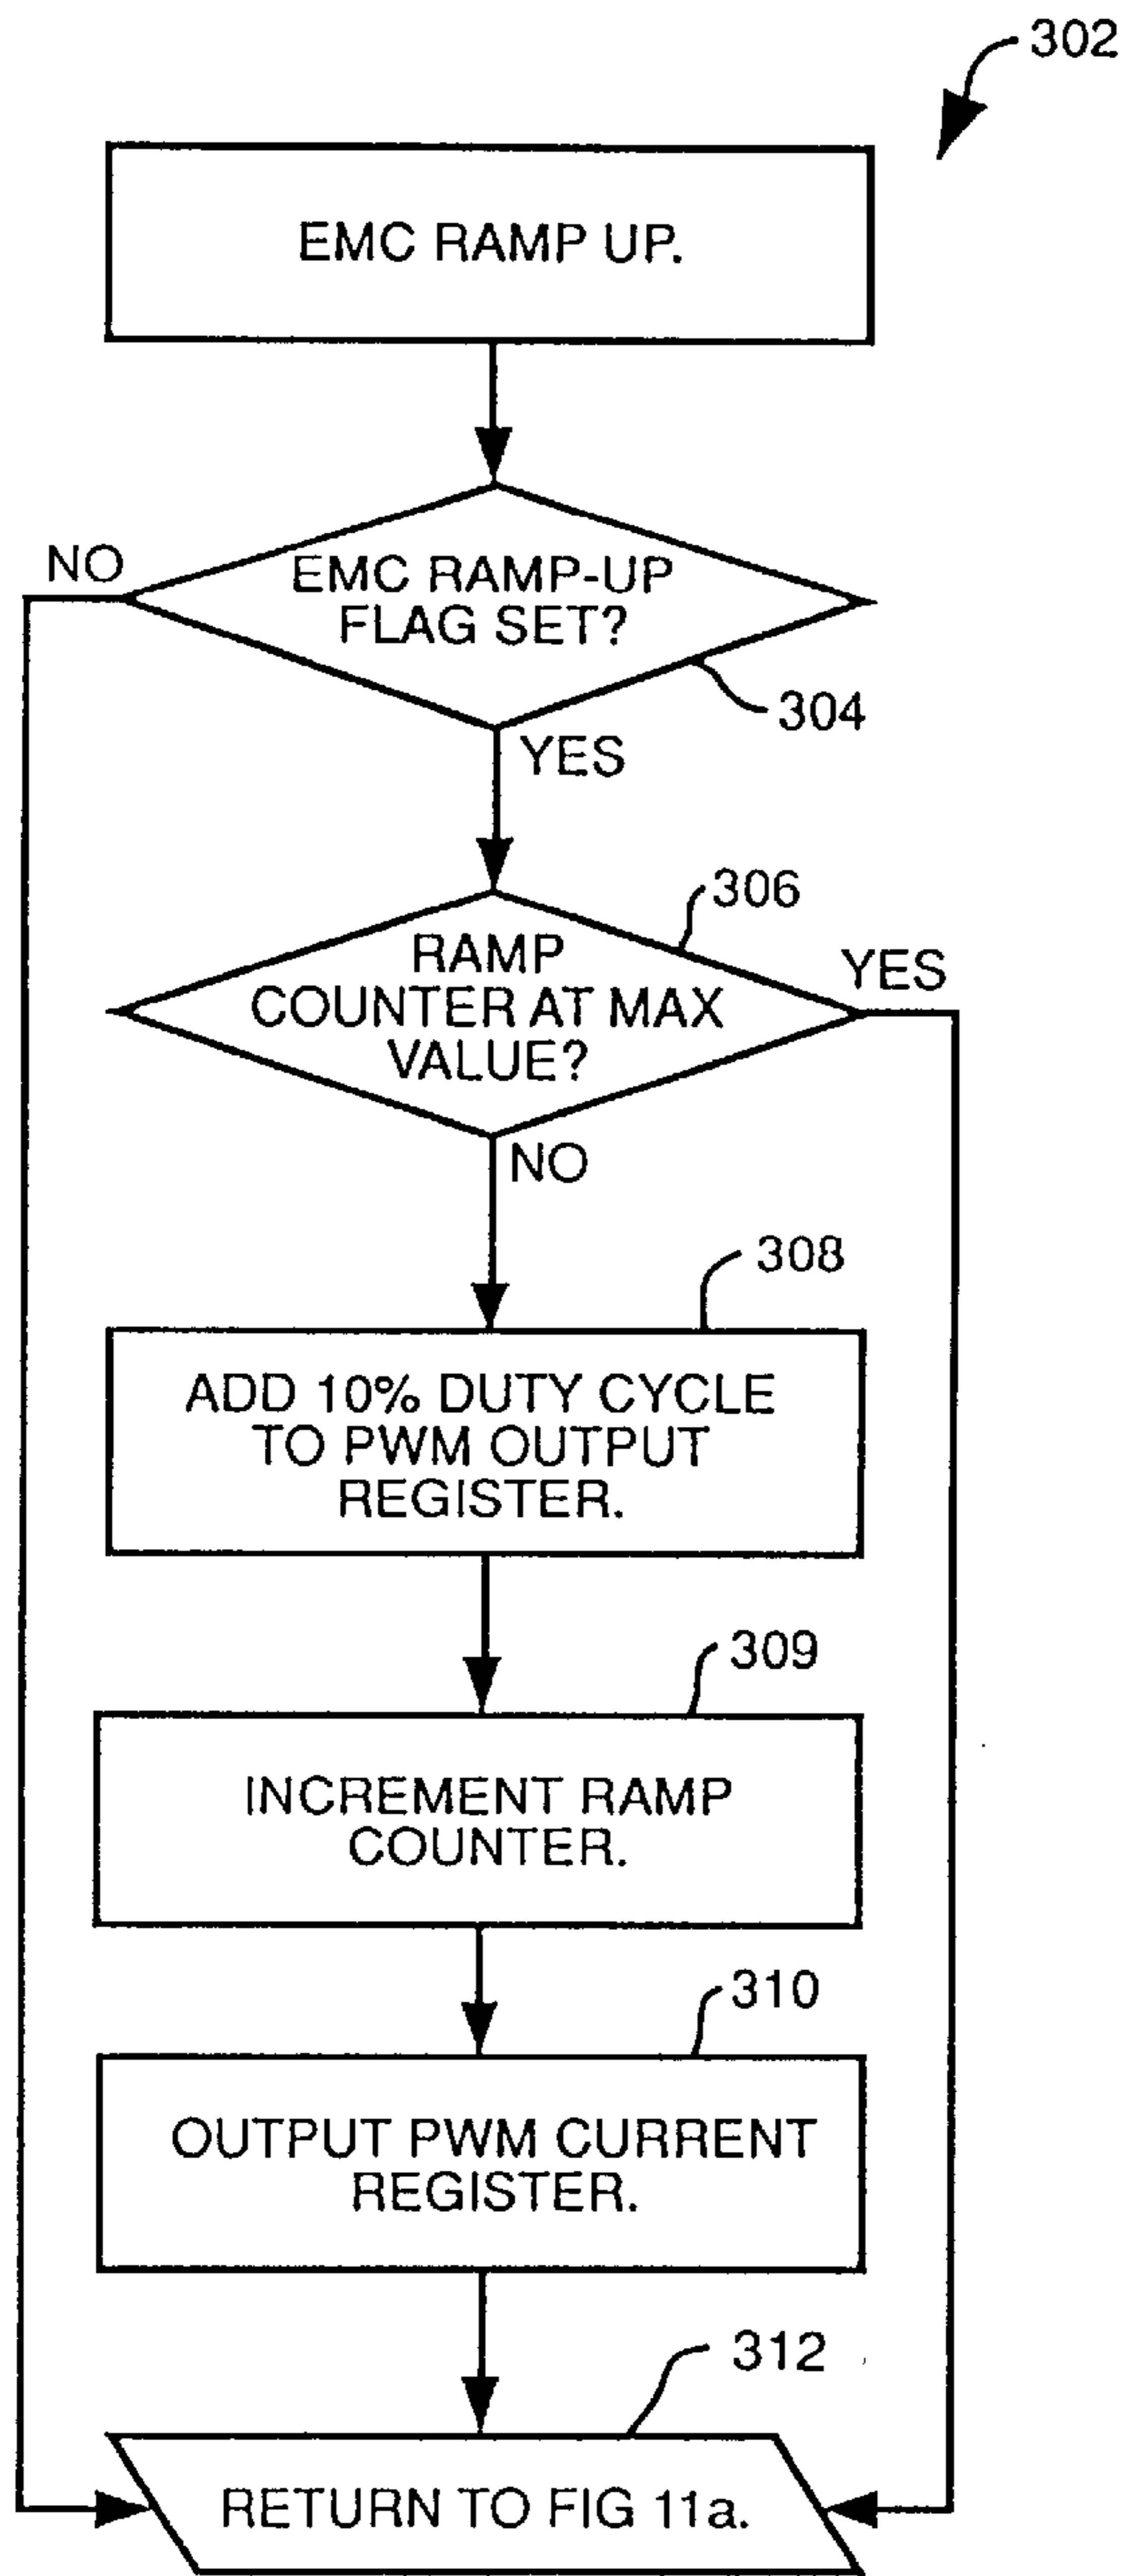 302
EMC RAMP UP.
NO
EMC RAMP-UP
FLAG SET?
304
YES
306
RAMP
COUNTER AT MAX
VALUE?
YES
NO
308
ADD 10% DUTY CYCLE
TO PWM OUTPUT
REGISTER.
309
INCREMENT RAMP
COUNTER.
310
OUTPUT PWM CURRENT
REGISTER.
312
RETURN TO FIG 11a.